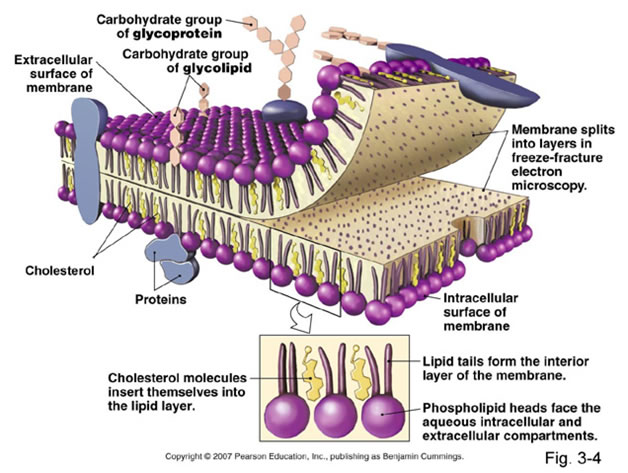 Carbohydrate group
of glycoprotein
Carbohydrate group
of glycolipid
Extracellular
surface of
membrane
Membrane splits
into layers in
freeze-fracture
electron
microscopy.
Cholesterol
Proteins
Intracellular
surface of
membrane
Cholesterol molecules
insert themselves into
the lipid layer.
Lipid tails form the interior
layer of the membrane.
Phospholipid heads face the
aqueous intracellular and
extracellular compartments.
Copyright © 2007 Pearson Education, Inc., publishing as Benjamin Cummings.
Fig. 3-4